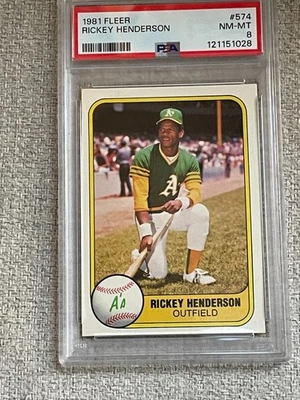 1981 FLEER #574
RICKEY HENDERSON NM-MT
8
PSA 121151028
A's
A
A's
RICKEY HENDERSON
OUTFIELD